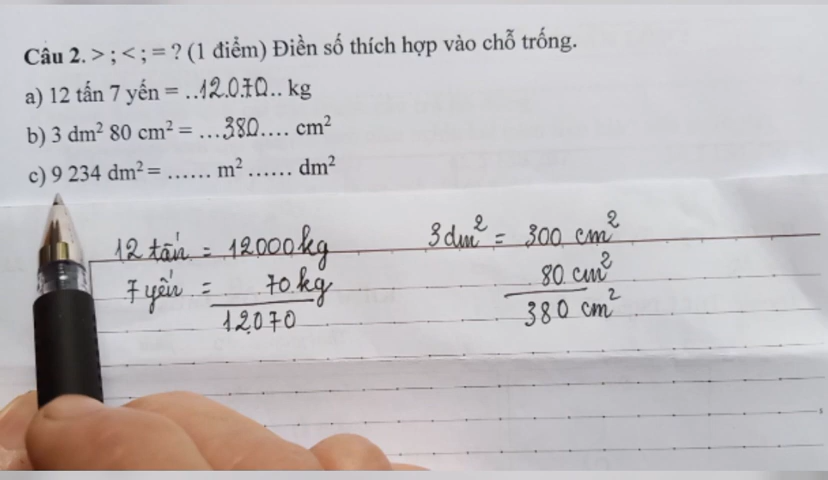 Câu 2. > ; < ; = ? (1 điểm) Điền số thích hợp vào chỗ trống.
a) 12 tấn 7 yến = ..12.070.. kg
b) 3 dm² 80 cm² = ...380.... cm²
c) 9 234 dm² = ...... m² ...... dm²
12 tấn = 12000 kg
7 yến = 70 kg
12070
3dm² = 300 cm²
80 cm²
380 cm²